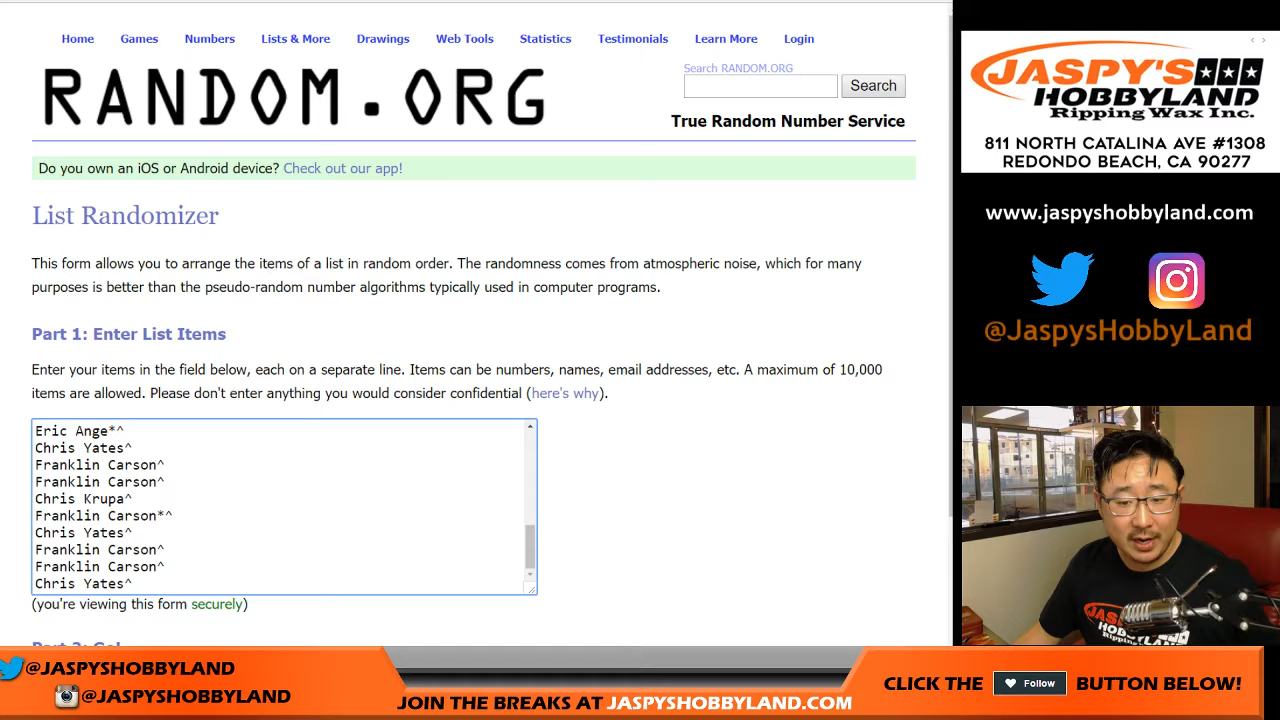 Home Games Numbers Lists & More Drawings Web Tools Statistics Testimonials Learn More Login
RANDOM.ORG
Search RANDOM.ORG
Search
True Random Number Service
Do you own an iOS or Android device? Check out our app!
List Randomizer
This form allows you to arrange the items of a list in random order. The randomness comes from atmospheric noise, which for many
purposes is better than the pseudo-random number algorithms typically used in computer programs.
Part 1: Enter List Items
Enter your items in the field below, each on a separate line. Items can be numbers, names, email addresses, etc. A maximum of 10,000
items are allowed. Please don't enter anything you would consider confidential (here's why).
Eric Ange*^
Chris Yates^
Franklin Carson^
Franklin Carson^
Chris Krupa^
Franklin Carson*^
Chris Yates^
Franklin Carson^
Franklin Carson^
Chris Yates^
(you're viewing this form securely)
Part 2: Go!
JASPY'S
HOBBYLAND
Ripping Wax Inc.
811 NORTH CATALINA AVE #1308
REDONDO BEACH, CA 90277
www.jaspyshobbyland.com
@JaspysHobbyLand
JASPY'S
HOBBYLAND
@JASPYSHOBBYLAND
@JASPYSHOBBYLAND
JOIN THE BREAKS AT JASPYSHOBBYLAND.COM
CLICK THE Follow BUTTON BELOW!